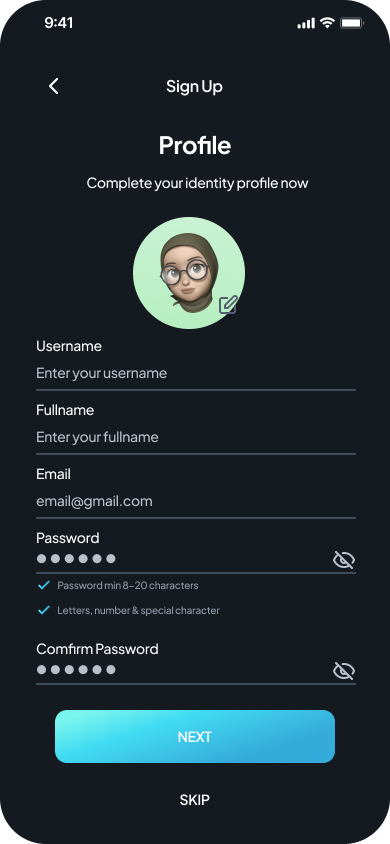 9:41
Sign Up
Profile
Complete your identity profile now
Username
Enter your username
Fullname
Enter your fullname
Email
email@gmail.com
Password
Password min 8-20 characters
Letters, number & special character
Comfirm Password
NEXT
SKIP